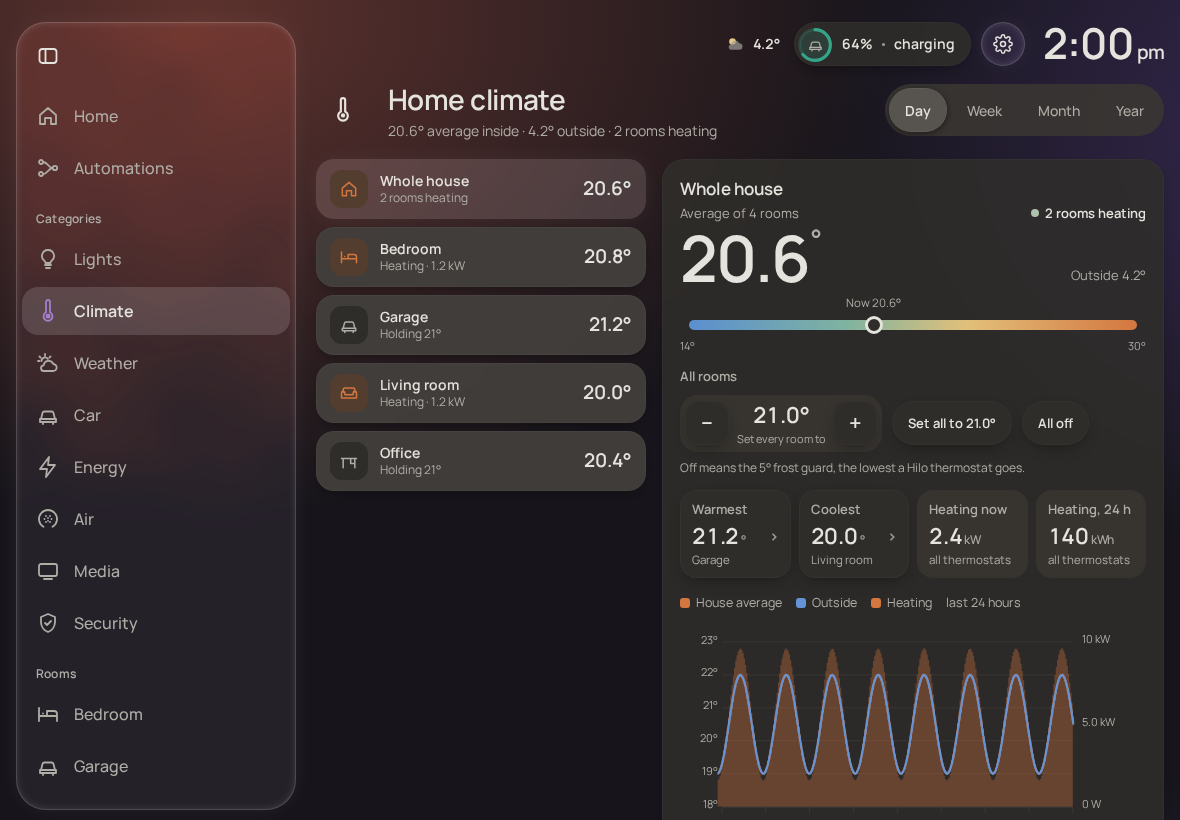 4.2°
64% • charging
2:00 pm
Home
Automations
Categories
Lights
Climate
Weather
Car
Energy
Air
Media
Security
Rooms
Bedroom
Garage
Home climate
20.6° average inside · 4.2° outside · 2 rooms heating
Day Week Month Year
Whole house
2 rooms heating
20.6°
Bedroom
Heating · 1.2 kW
20.8°
Garage
Holding 21°
21.2°
Living room
Heating · 1.2 kW
20.0°
Office
Holding 21°
20.4°
Whole house
Average of 4 rooms
2 rooms heating
20.6°
Outside 4.2°
Now 20.6°
14° 30°
All rooms
− 21.0° +
Set every room to
Set all to 21.0°
All off
Off means the 5° frost guard, the lowest a Hilo thermostat goes.
Warmest
21.2°
Garage
Coolest
20.0°
Living room
Heating now
2.4 kW
all thermostats
Heating, 24 h
140 kWh
all thermostats
House average Outside Heating last 24 hours
23° 10 kW
22°
21°
5.0 kW
20°
19°
18° 0 W